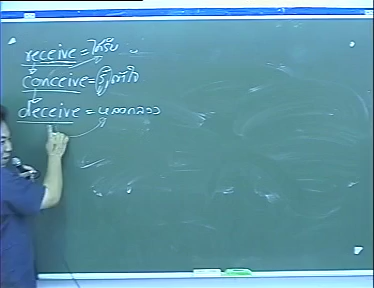 receive = ได้รับ
conceive = รู้, เข้าใจ
deceive = หลอกลวง